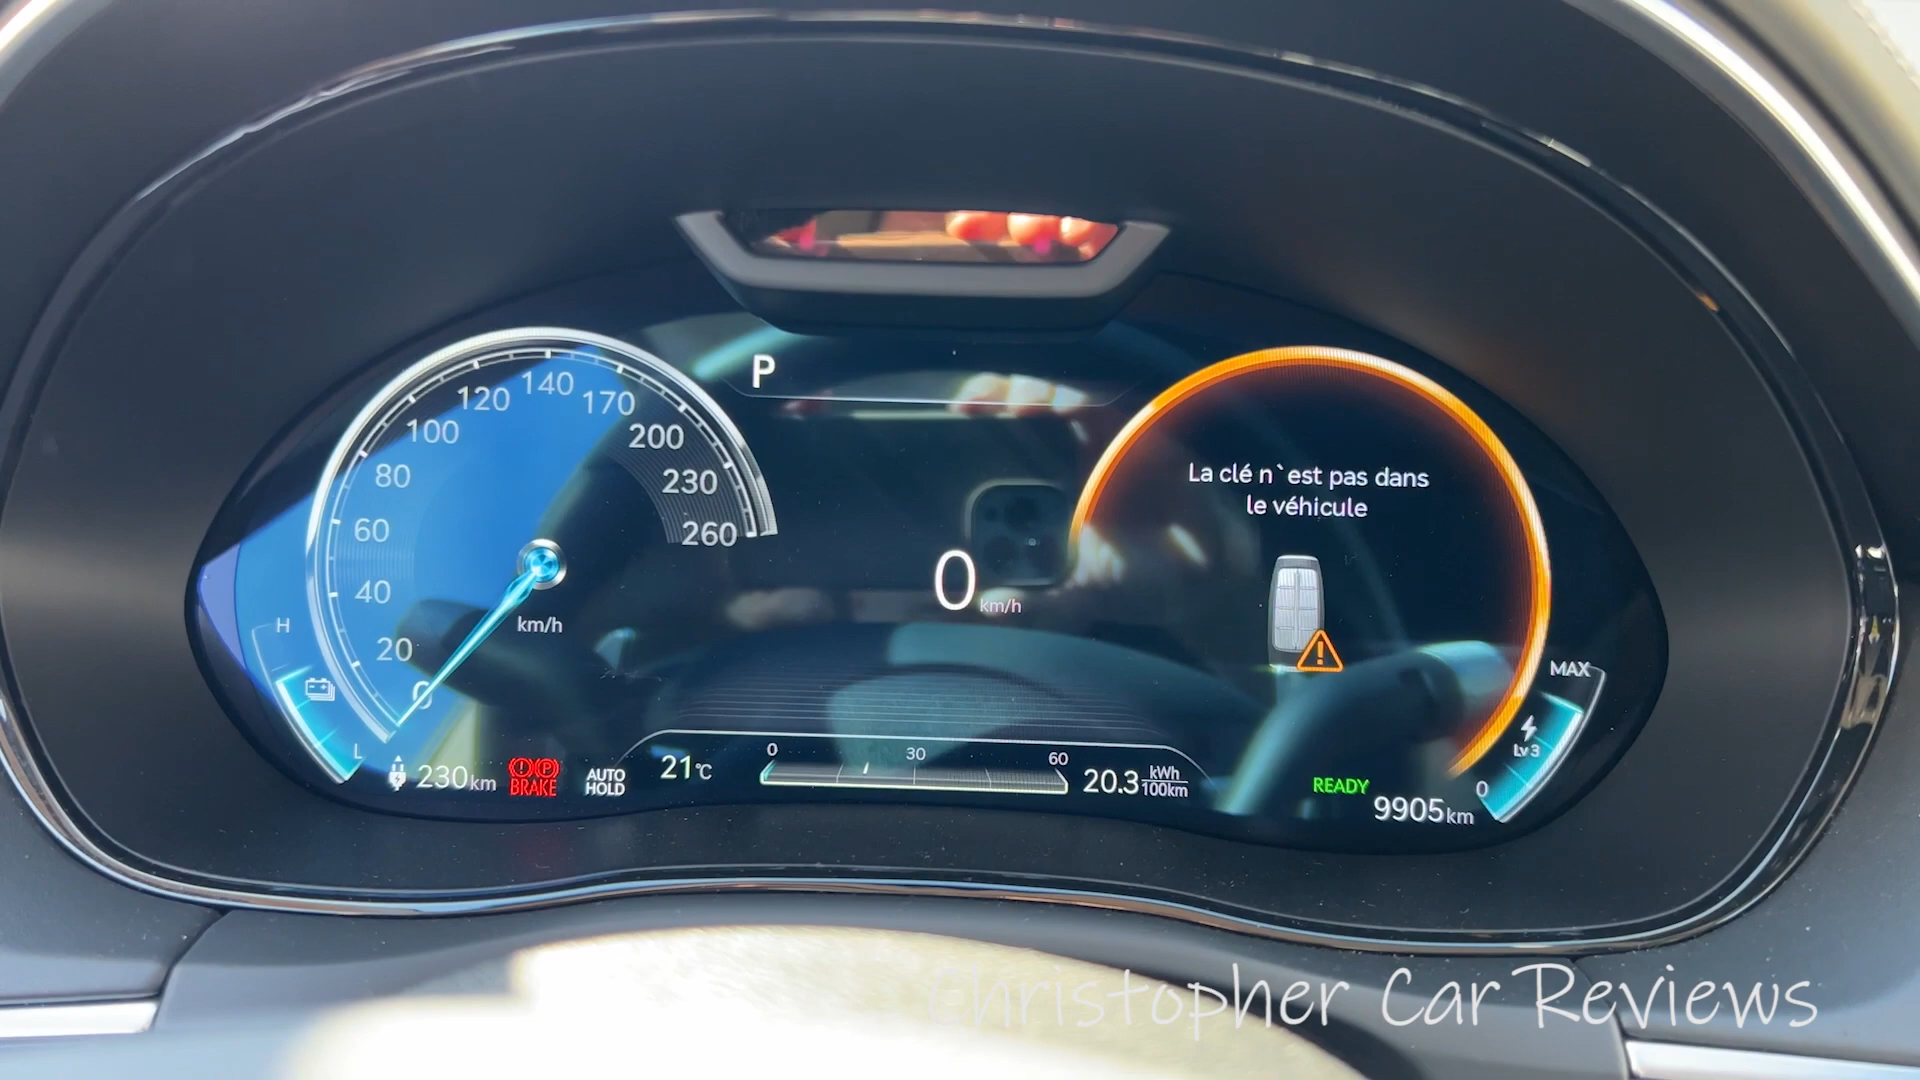 P
140
120
170
100
200
80
230
260
60
40
20
0
km/h
H
L
La clé n`est pas dans
le véhicule
0 km/h
MAX
Lv 3
0
230km
BRAKE
AUTO
HOLD
21°C
0 30 60
20.3 kWh/100km
READY
9905km
Christopher Car Reviews